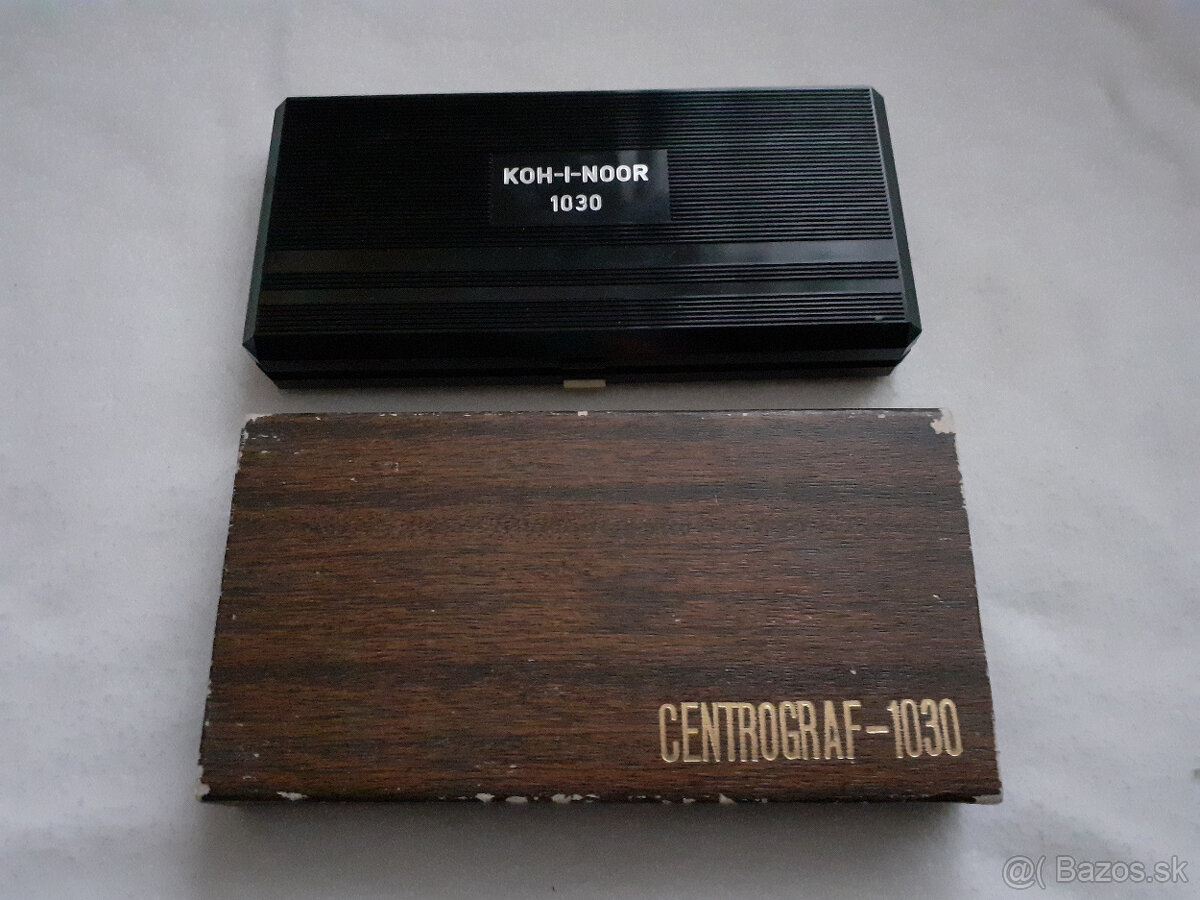 KOH-I-NOOR
1030
CENTROGRAF-1030
@( Bazos.sk